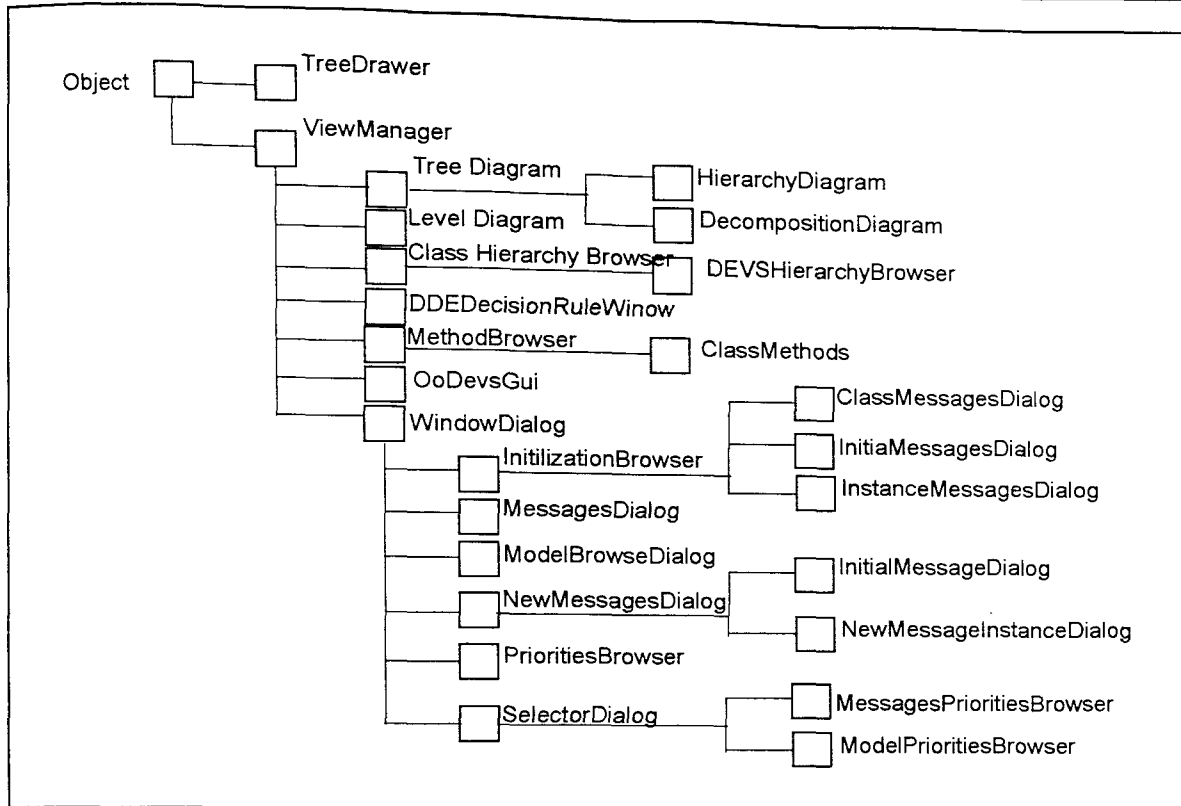 Object
TreeDrawer
ViewManager
Tree Diagram
HierarchyDiagram
Level Diagram
DecompositionDiagram
Class Hierarchy Browser
DEVSHierarchyBrowser
DDEDecisionRuleWinow
MethodBrowser
ClassMethods
OoDevsGui
WindowDialog
ClassMessagesDialog
InitilizationBrowser
InitiaMessagesDialog
InstanceMessagesDialog
MessagesDialog
ModelBrowseDialog
InitialMessageDialog
NewMessagesDialog
NewMessageInstanceDialog
PrioritiesBrowser
SelectorDialog
MessagesPrioritiesBrowser
ModelPrioritiesBrowser